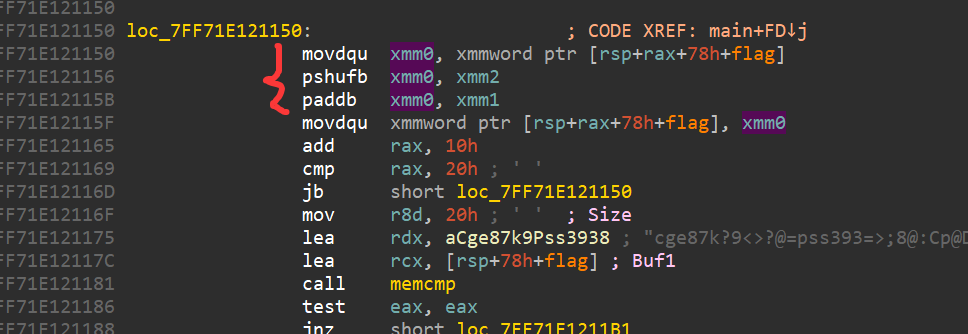 FF71E121150
FF71E121150 loc_7FF71E121150: ; CODE XREF: main+FD↓j
FF71E121150 movdqu xmm0, xmmword ptr [rsp+rax+78h+flag]
FF71E121156 pshufb xmm0, xmm2
FF71E12115B paddb xmm0, xmm1
FF71E12115F movdqu xmmword ptr [rsp+rax+78h+flag], xmm0
FF71E121165 add rax, 10h
FF71E121169 cmp rax, 20h ; ' '
FF71E12116D jb short loc_7FF71E121150
FF71E12116F mov r8d, 20h ; ' ' ; Size
FF71E121175 lea rdx, aCge87k9Pss3938 ; "cge87k?9<>?@=pss393=>;8@:Cp@D
FF71E12117C lea rcx, [rsp+78h+flag] ; Buf1
FF71E121181 call memcmp
FF71E121186 test eax, eax
FF71E121188 jnz short loc_7FF71E1211B1